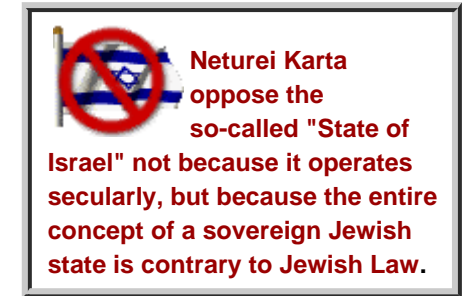 Neturei Karta
oppose the
so-called "State of
Israel" not because it operates
secularly, but because the entire
concept of a sovereign Jewish
state is contrary to Jewish Law.